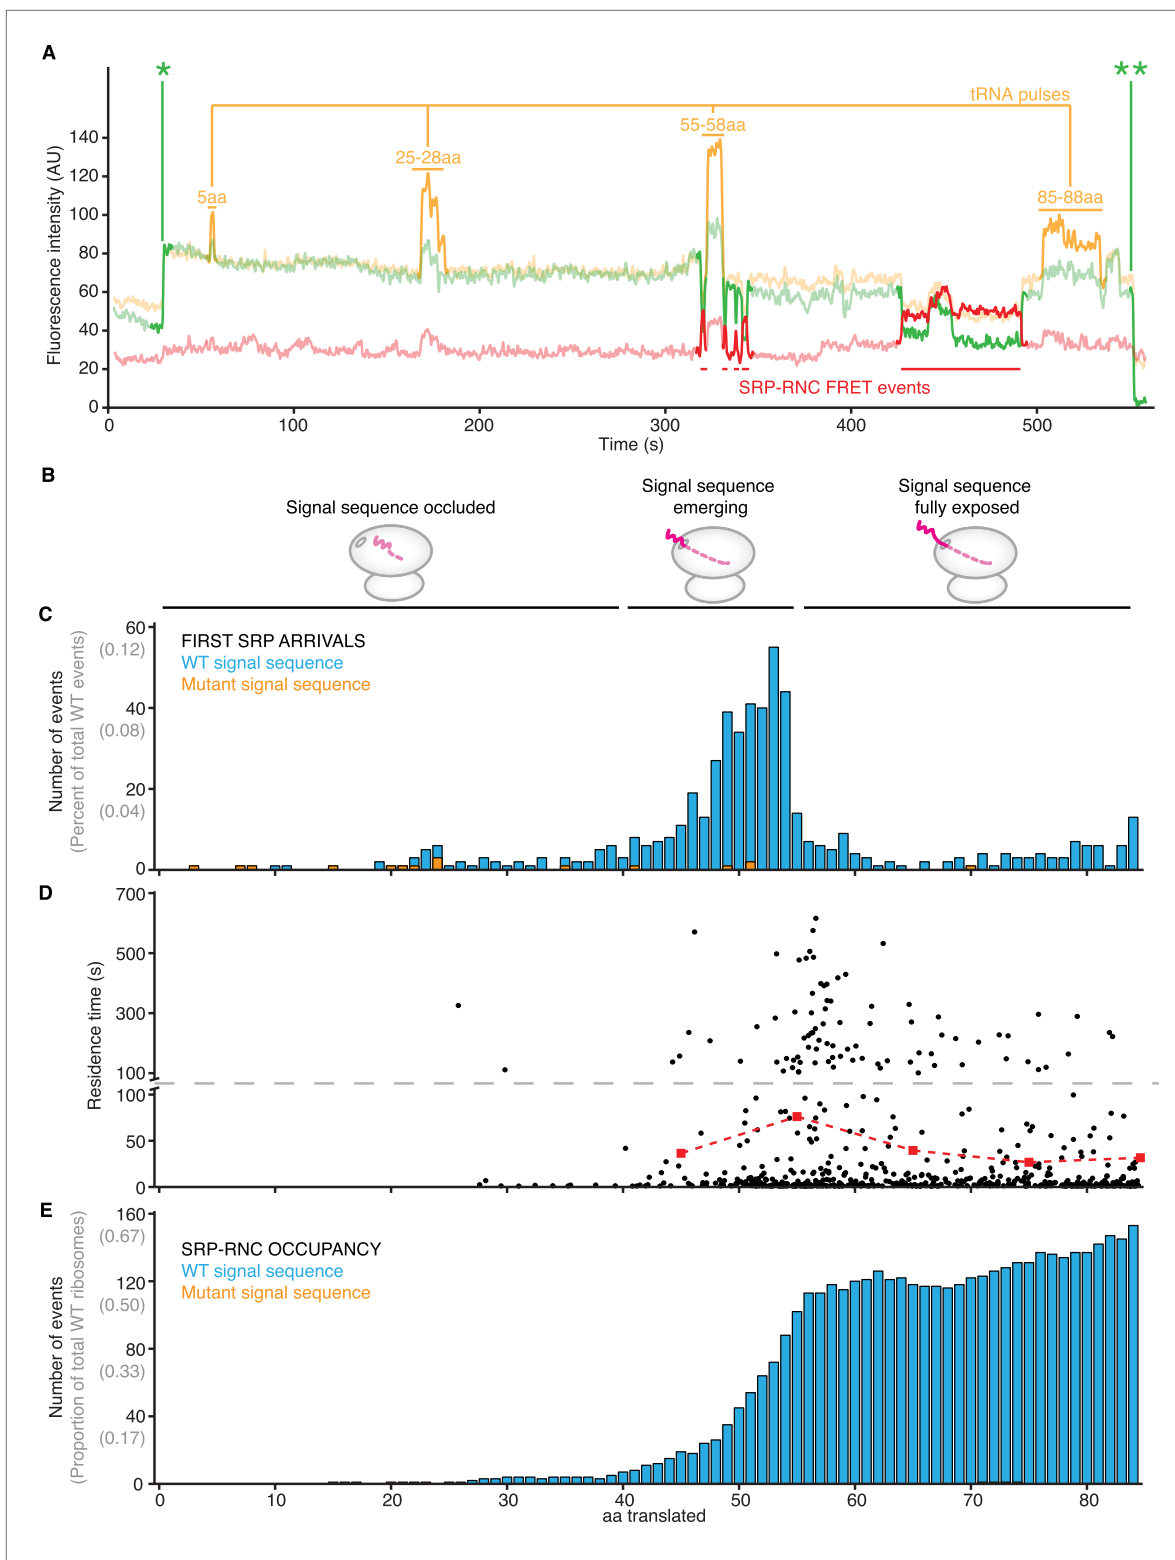 A
* **
tRNA pulses
5aa
25-28aa
55-58aa
85-88aa
Fluorescence intensity (AU)
140
120
100
80
60
40
20
0
SRP-RNC FRET events
0 100 200 300 400 500
Time (s)
B
Signal sequence occluded
Signal sequence
emerging
Signal sequence
fully exposed
C
Number of events
(Percent of total WT events)
60
(0.12)
40
(0.08)
20
(0.04)
0
FIRST SRP ARRIVALS
WT signal sequence
Mutant signal sequence
D
Residence time (s)
700
500
300
100
100
50
0
E
Number of events
(Proportion of total WT ribosomes)
160
(0.67)
120
(0.50)
80
(0.33)
40
(0.17)
0
SRP-RNC OCCUPANCY
WT signal sequence
Mutant signal sequence
0 10 20 30 40 50 60 70 80
aa translated